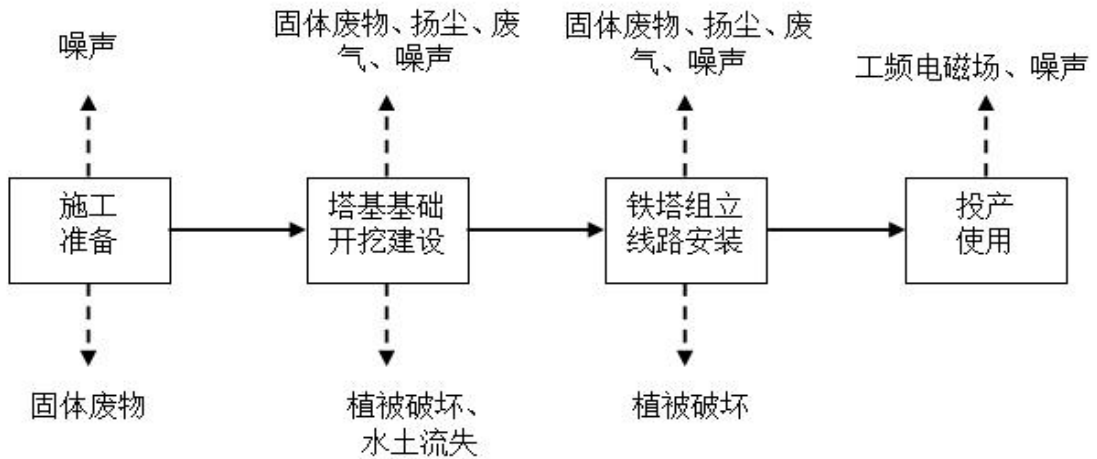 噪声
固体废物、扬尘、废
气、噪声
固体废物、扬尘、废
气、噪声
工频电磁场、噪声
施工
准备
塔基基础
开挖建设
铁塔组立
线路安装
投产
使用
固体废物
植被破坏、
水土流失
植被破坏